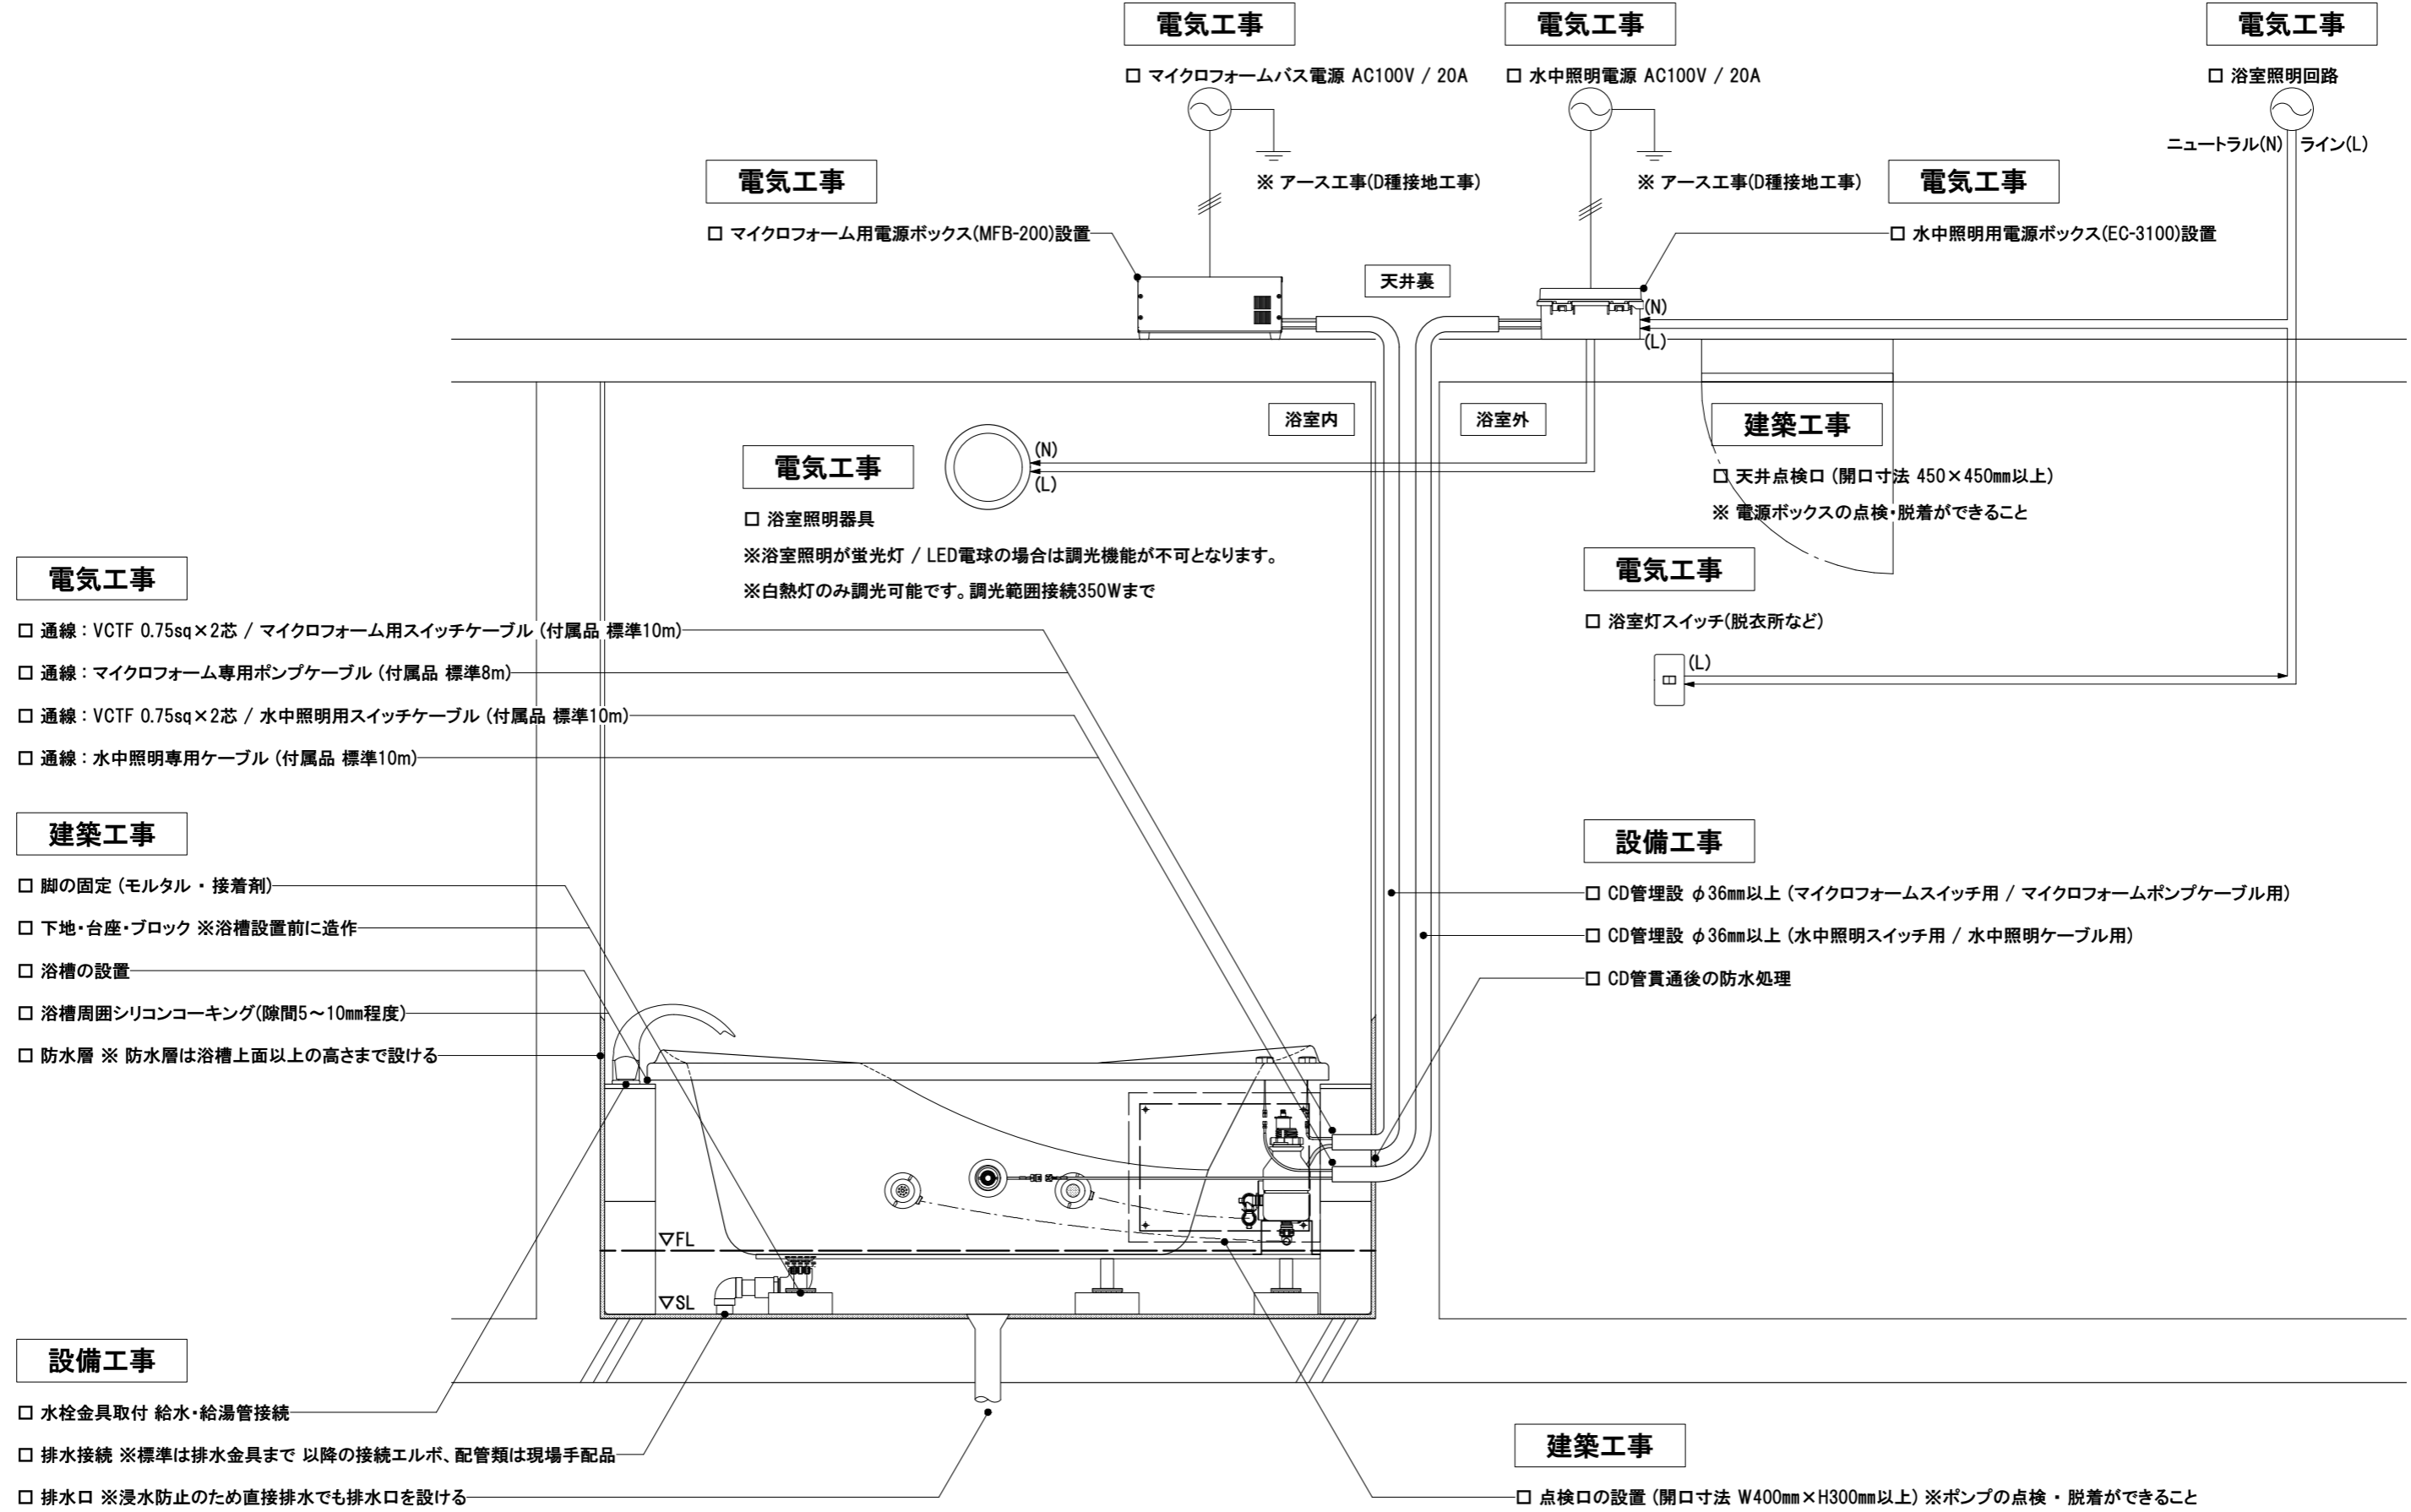 電気工事
□ マイクロフォームバス電源 AC100V / 20A
※ アース工事(D種接地工事)
電気工事
□ 水中照明電源 AC100V / 20A
※ アース工事(D種接地工事)
電気工事
□ 浴室照明回路
ニュートラル(N)
ライン(L)
電気工事
□ マイクロフォーム用電源ボックス(MFB-200)設置
電気工事
□ 水中照明用電源ボックス(EC-3100)設置
天井裏
(N)
(L)
浴室内
浴室外
電気工事
(N)
(L)
□ 浴室照明器具
※浴室照明が蛍光灯 / LED電球の場合は調光機能が不可となります。
※白熱灯のみ調光可能です。調光範囲接続350Wまで
建築工事
□ 天井点検口 (開口寸法 450×450mm以上)
※ 電源ボックスの点検・脱着ができること
電気工事
□ 浴室灯スイッチ(脱衣所など)
(L)
電気工事
□ 通線：VCTF 0.75sq×2芯 / マイクロフォーム用スイッチケーブル (付属品 標準10m)
□ 通線：マイクロフォーム専用ポンプケーブル (付属品 標準8m)
□ 通線：VCTF 0.75sq×2芯 / 水中照明用スイッチケーブル (付属品 標準10m)
□ 通線：水中照明専用ケーブル (付属品 標準10m)
建築工事
□ 脚の固定 (モルタル ・ 接着剤)
□ 下地・台座・ブロック ※浴槽設置前に造作
□ 浴槽の設置
□ 浴槽周囲シリコンコーキング(隙間5～10mm程度)
□ 防水層 ※ 防水層は浴槽上面以上の高さまで設ける
設備工事
□ CD管埋設 φ36mm以上 (マイクロフォームスイッチ用 / マイクロフォームポンプケーブル用)
□ CD管埋設 φ36mm以上 (水中照明スイッチ用 / 水中照明ケーブル用)
□ CD管貫通後の防水処理
▽FL
▽SL
設備工事
□ 水栓金具取付 給水・給湯管接続
□ 排水接続 ※標準は排水金具まで 以降の接続エルボ、配管類は現場手配品
□ 排水口 ※浸水防止のため直接排水でも排水口を設ける
建築工事
□ 点検口の設置 (開口寸法 W400mm×H300mm以上) ※ポンプの点検 ・ 脱着ができること